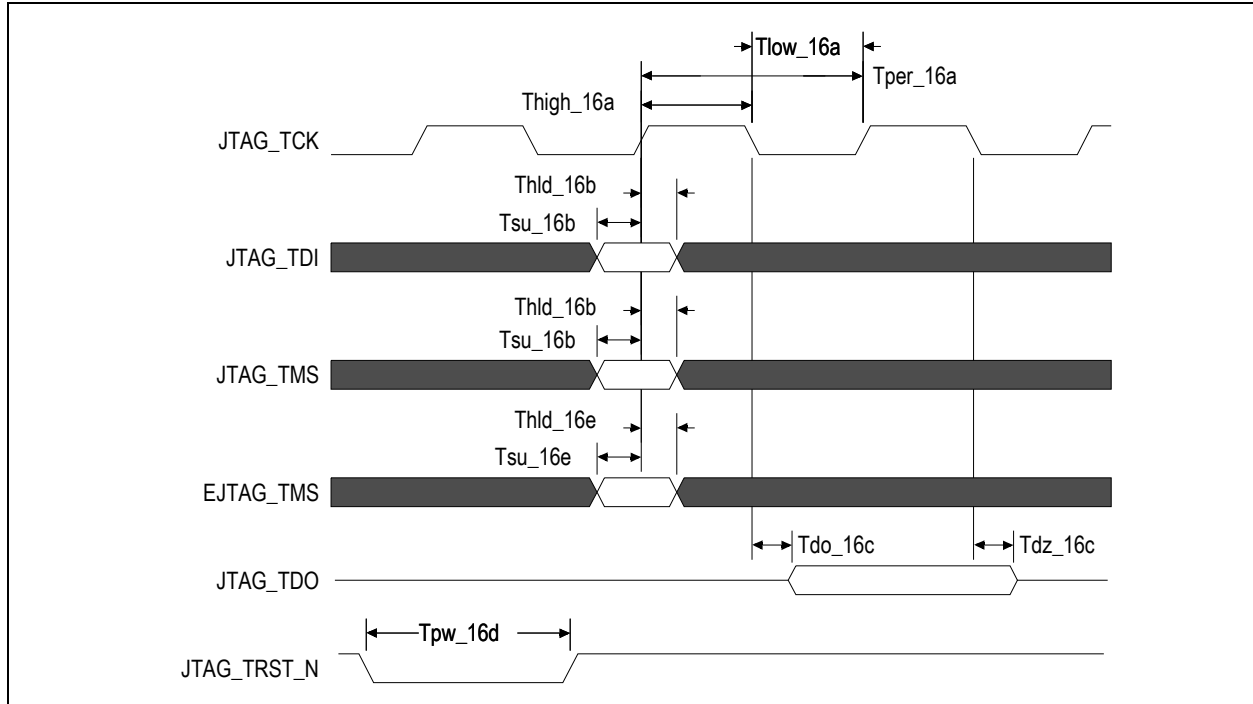 Tlow_16a
Tper_16a
Thigh_16a
JTAG_TCK
Thld_16b
Tsu_16b
JTAG_TDI
Thld_16b
Tsu_16b
JTAG_TMS
Thld_16e
Tsu_16e
EJTAG_TMS
Tdo_16c
Tdz_16c
JTAG_TDO
Tpw_16d
JTAG_TRST_N